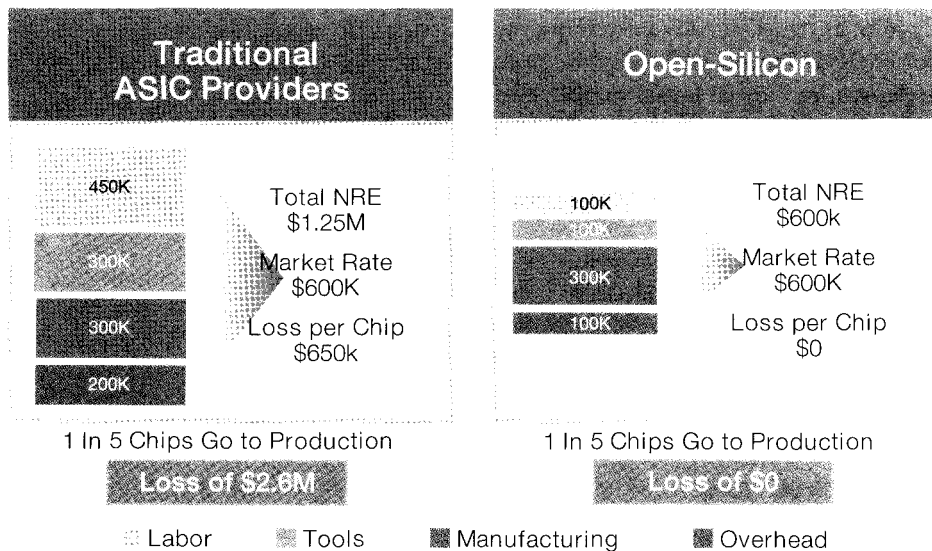 Traditional
ASIC Providers
450K
300K
300K
200K
Total NRE
$1.25M
Market Rate
$600K
Loss per Chip
$650k
1 In 5 Chips Go to Production
Loss of $2.6M
Open-Silicon
100K
100K
300K
100K
Total NRE
$600k
Market Rate
$600K
Loss per Chip
$0
1 In 5 Chips Go to Production
Loss of $0
Labor
Tools
Manufacturing
Overhead